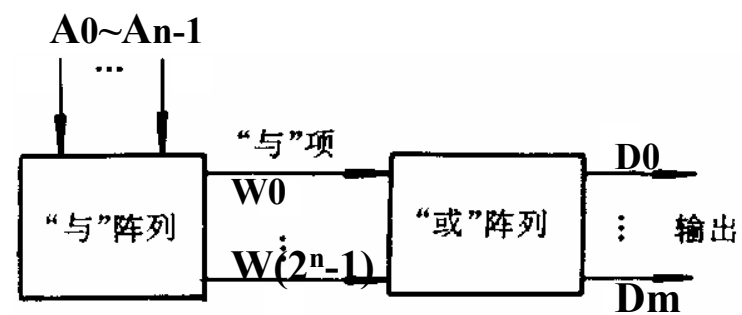 A0~An-1
…
“与”项
D0
W0
“与”阵列
“或”阵列
⋮
⋮
输出
W(2ⁿ-1)
Dm